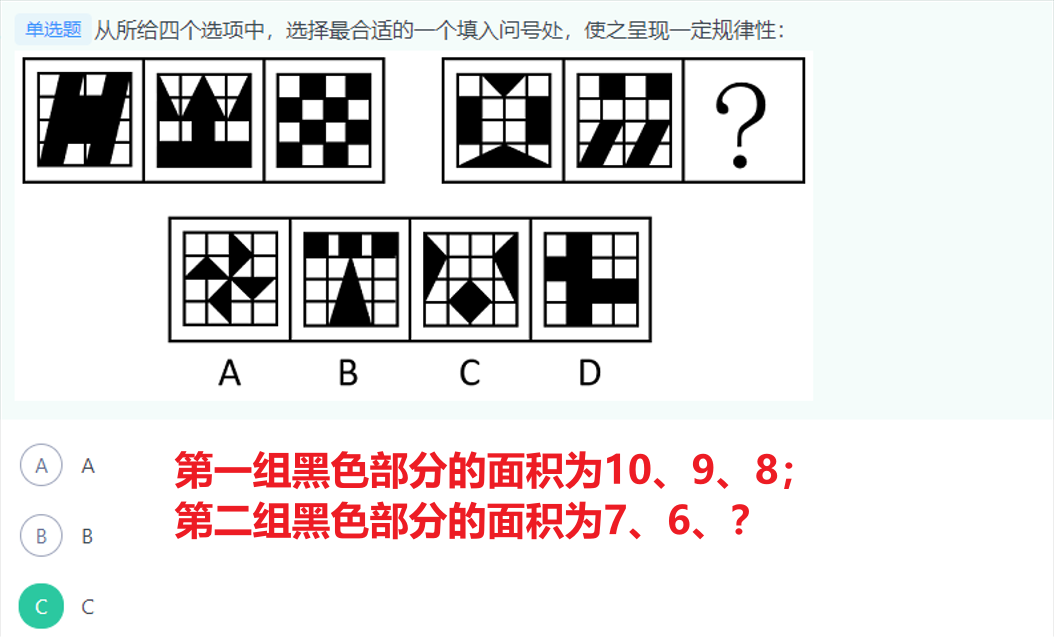 单选题 从所给四个选项中，选择最合适的一个填入问号处，使之呈现一定规律性：
?
A B C D
A A
第一组黑色部分的面积为10、9、8；
第二组黑色部分的面积为7、6、？
B B
C C